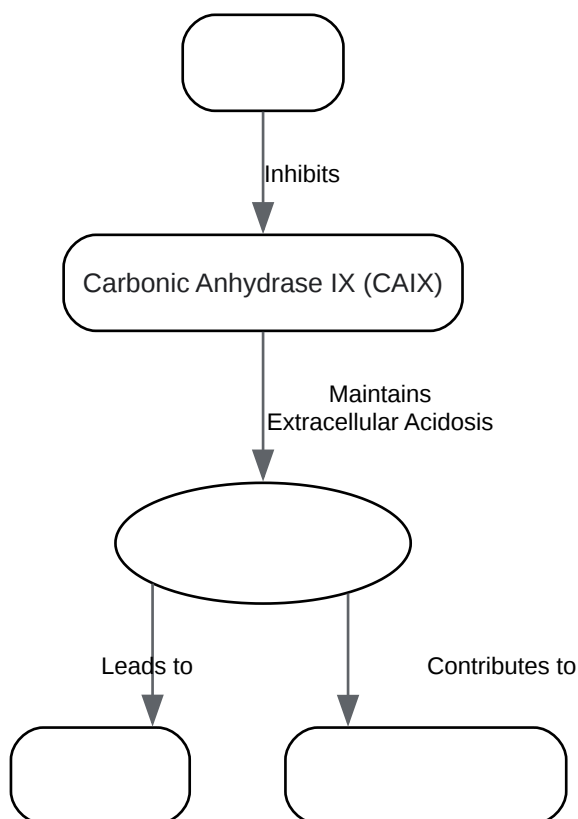 Inhibits
Carbonic Anhydrase IX (CAIX)
Maintains
Extracellular Acidosis
Leads to
Contributes to